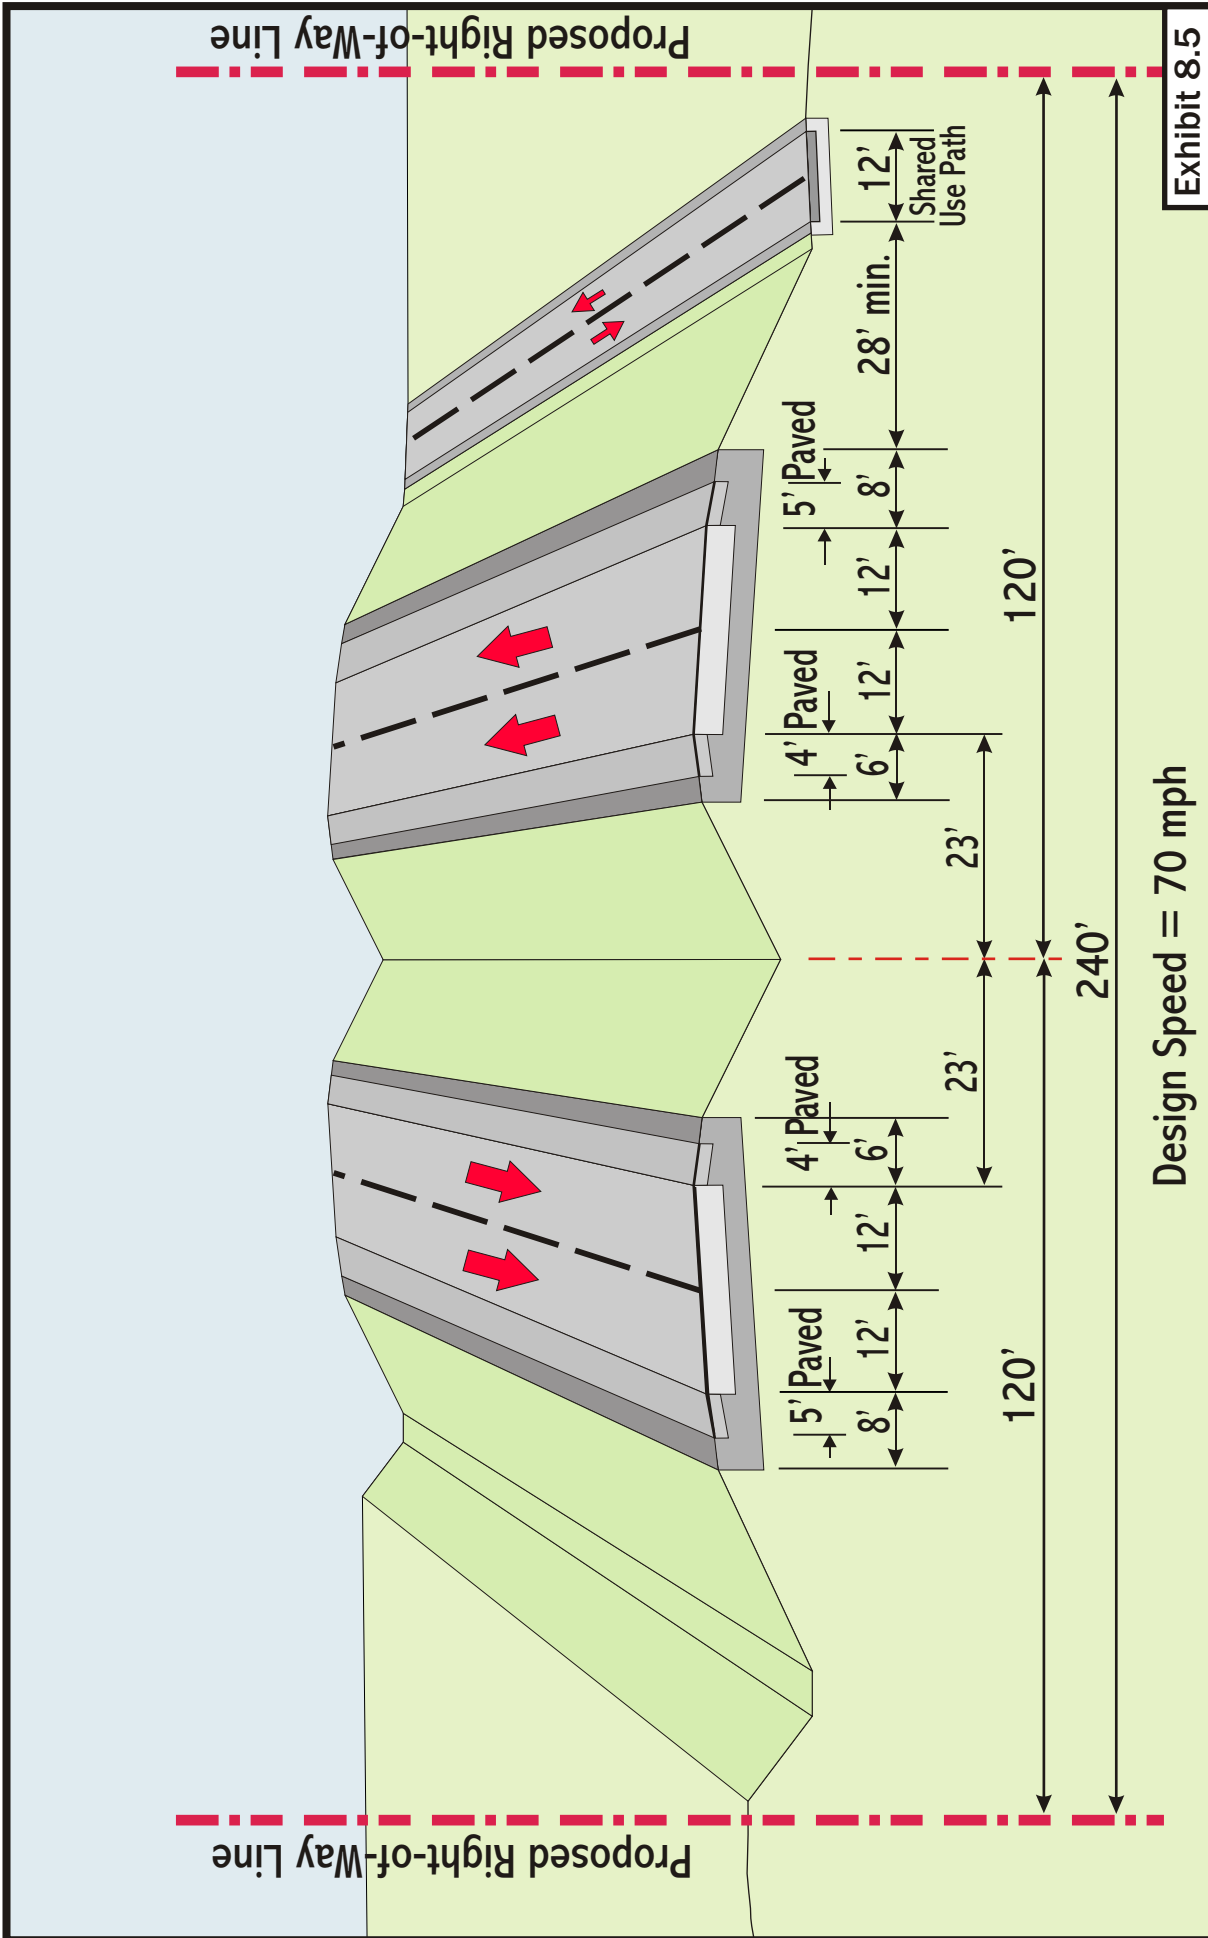 Proposed Right-of-Way Line
Proposed Right-of-Way Line
5' Paved
4' Paved
4' Paved
5' Paved
8'
12'
12'
6'
6'
12'
12'
8'
28' min.
12'
Shared
Use Path
23'
23'
120'
120'
240'
Design Speed = 70 mph
Exhibit 8.5